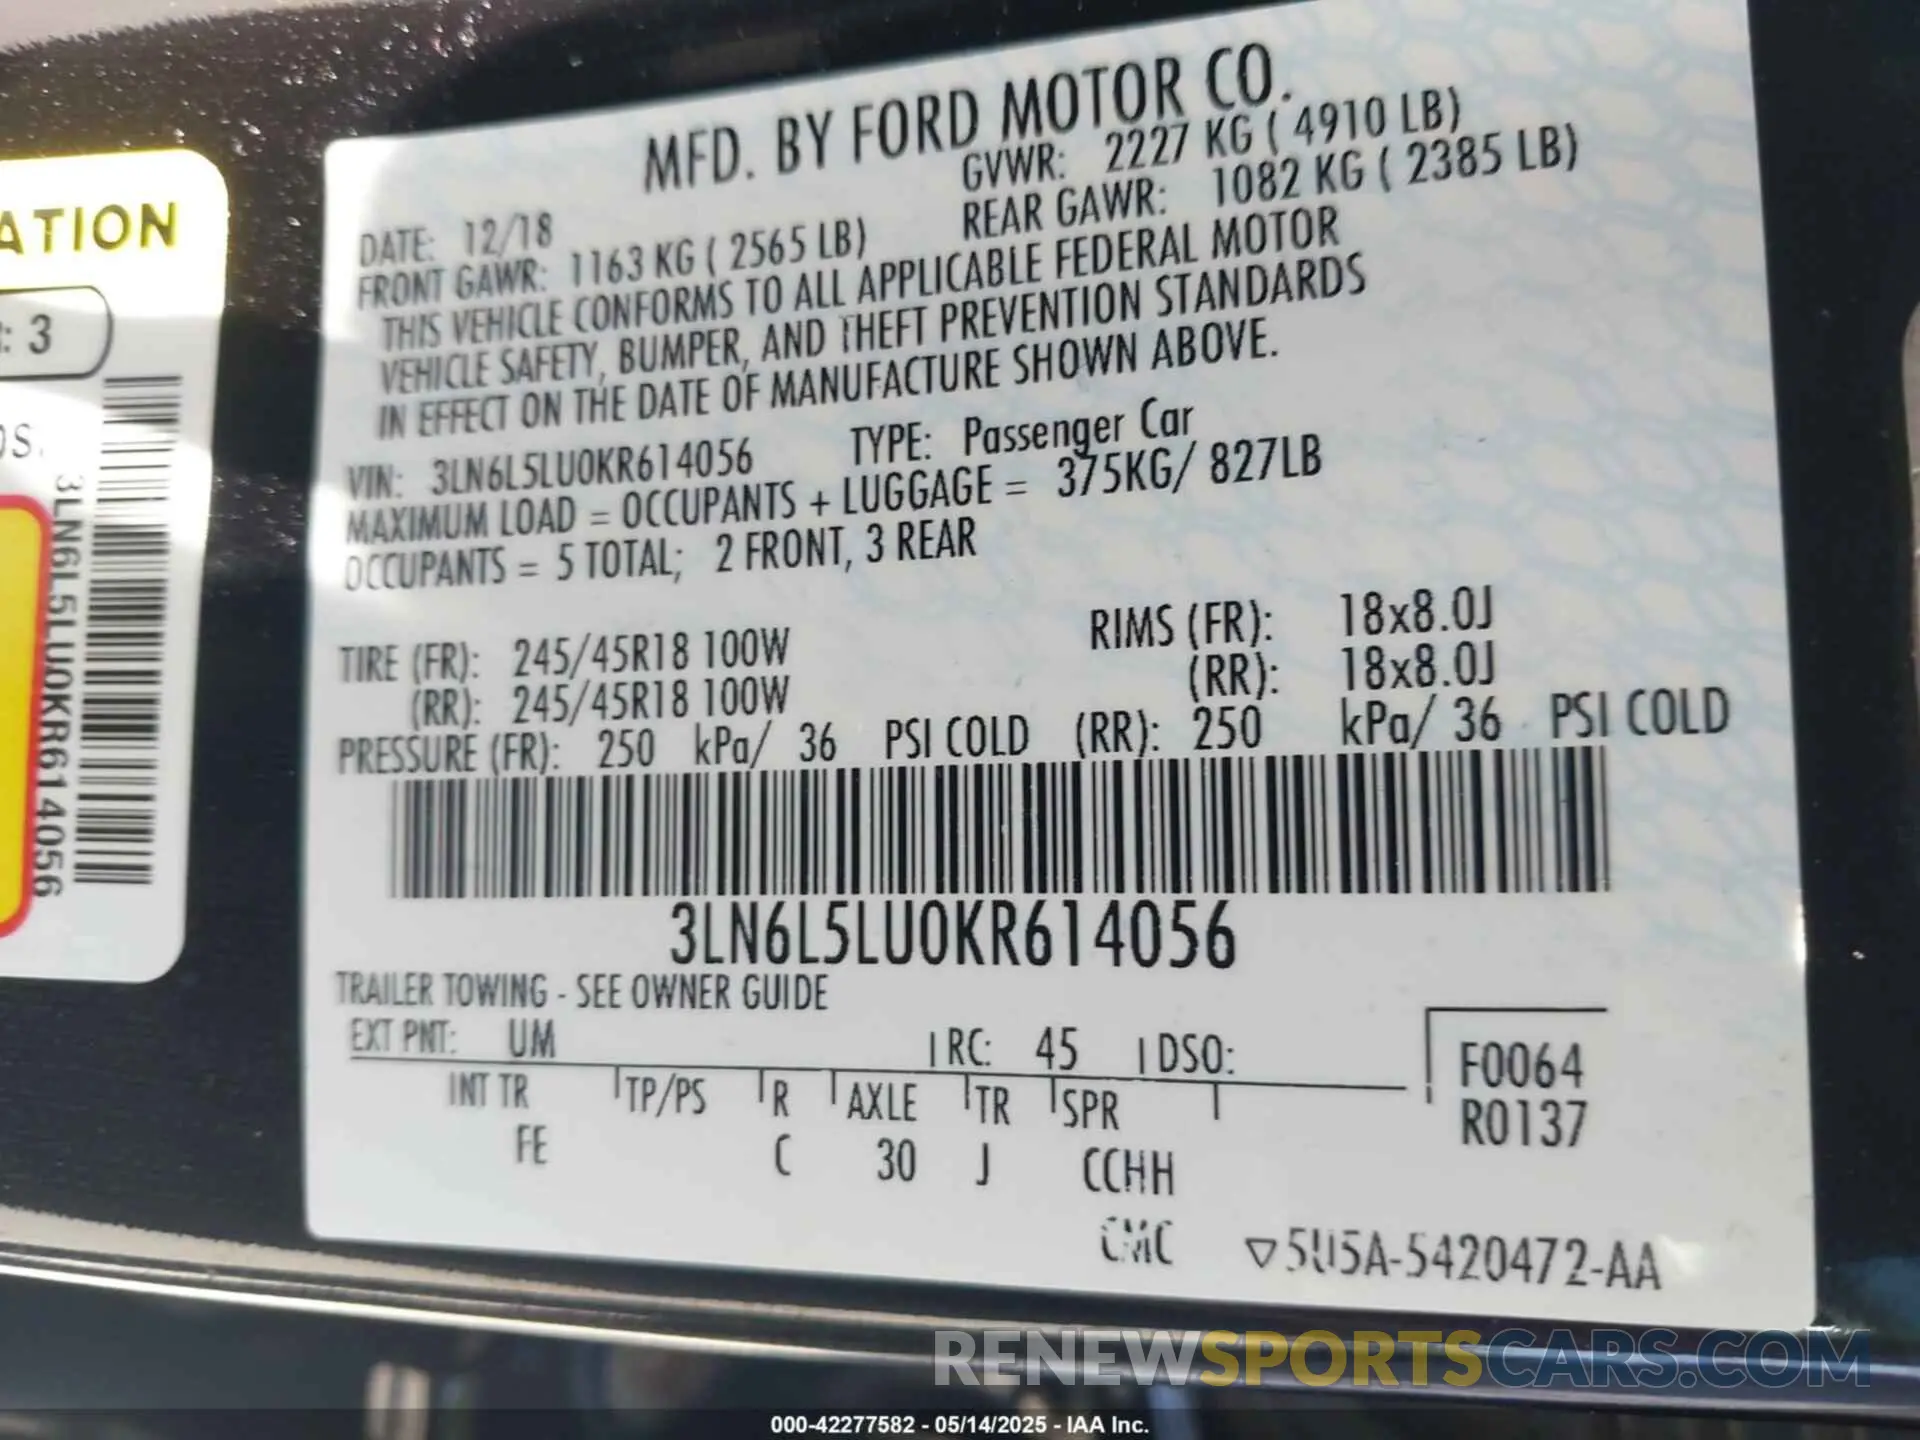 MFD. BY FORD MOTOR CO.
DATE: 12/18 GVWR: 2227 KG ( 4910 LB)
FRONT GAWR: 1163 KG ( 2565 LB) REAR GAWR: 1082 KG ( 2385 LB)
THIS VEHICLE CONFORMS TO ALL APPLICABLE FEDERAL MOTOR
VEHICLE SAFETY, BUMPER, AND THEFT PREVENTION STANDARDS
IN EFFECT ON THE DATE OF MANUFACTURE SHOWN ABOVE.
VIN: 3LN6L5LU0KR614056 TYPE: Passenger Car
MAXIMUM LOAD = OCCUPANTS + LUGGAGE = 375KG/ 827LB
OCCUPANTS = 5 TOTAL; 2 FRONT, 3 REAR
TIRE (FR): 245/45R18 100W RIMS (FR): 18x8.0J
(RR): 245/45R18 100W (RR): 18x8.0J
PRESSURE (FR): 250 kPa/ 36 PSI COLD (RR): 250 kPa/ 36 PSI COLD
3LN6L5LU0KR614056
TRAILER TOWING - SEE OWNER GUIDE
EXT PNT: UM RC: 45 DSO:
INT TR TP/PS R AXLE TR SPR
FE C 30 J CCHH
F0064
R0137
CMC ▽5U5A-5420472-AA
ATION
: 3
OS.
3LN6L5LU0KR614056
RENEWSPORTSCARS.COM
000-42277582 - 05/14/2025 - IAA Inc.